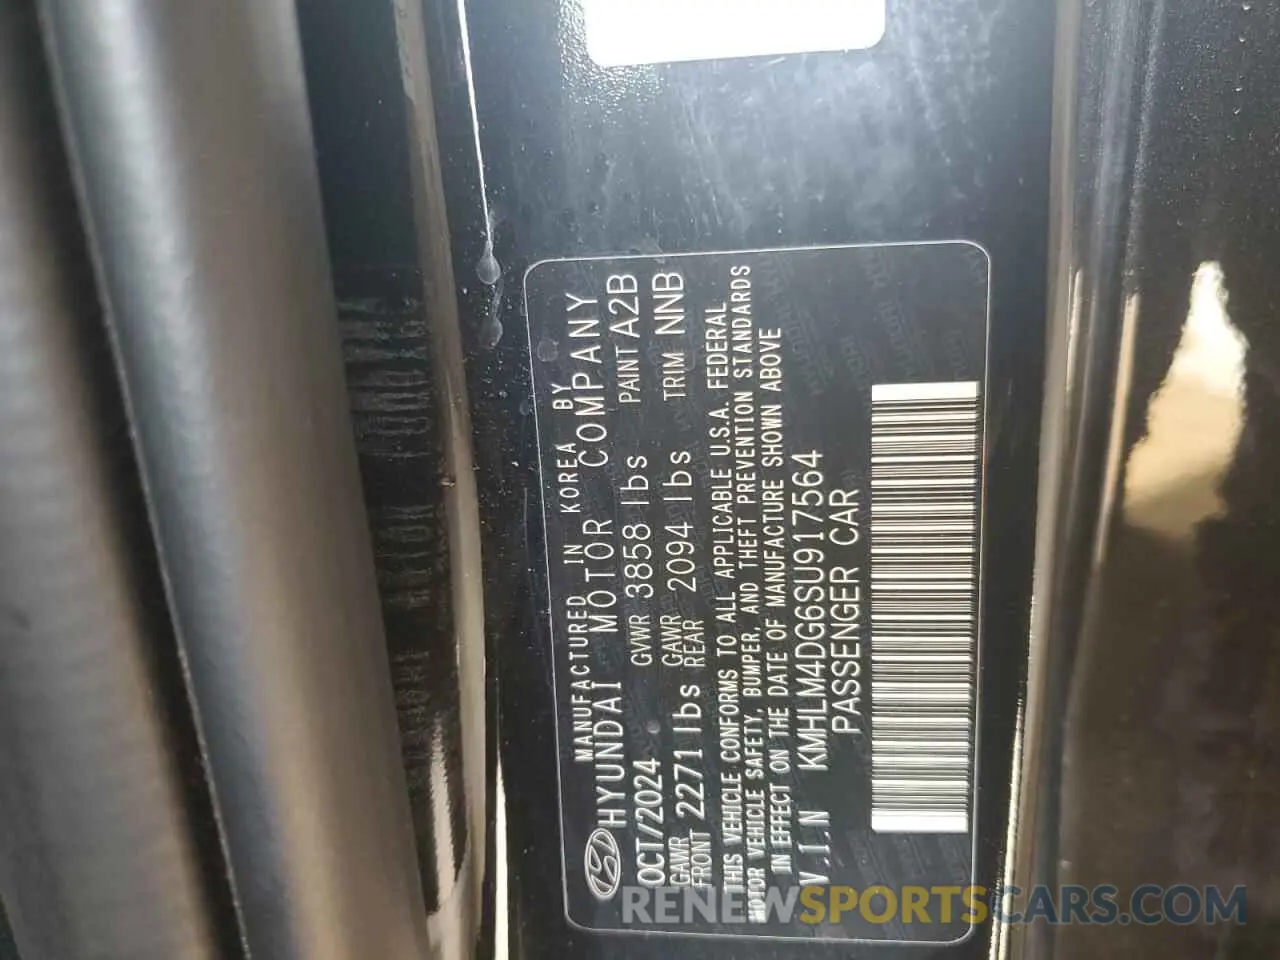 MANUFACTURED IN KOREA BY
HYUNDAI MOTOR COMPANY
OCT/2024 GVWR 3858 lbs PAINT A2B
GAWR FRONT 2271 lbs GAWR REAR 2094 lbs TRIM NNB
THIS VEHICLE CONFORMS TO ALL APPLICABLE U.S.A. FEDERAL
MOTOR VEHICLE SAFETY, BUMPER, AND THEFT PREVENTION STANDARDS
IN EFFECT ON THE DATE OF MANUFACTURE SHOWN ABOVE
V.I.N KMHLM4DG6SU917564
PASSENGER CAR
RENEWSPORTSCARS.COM